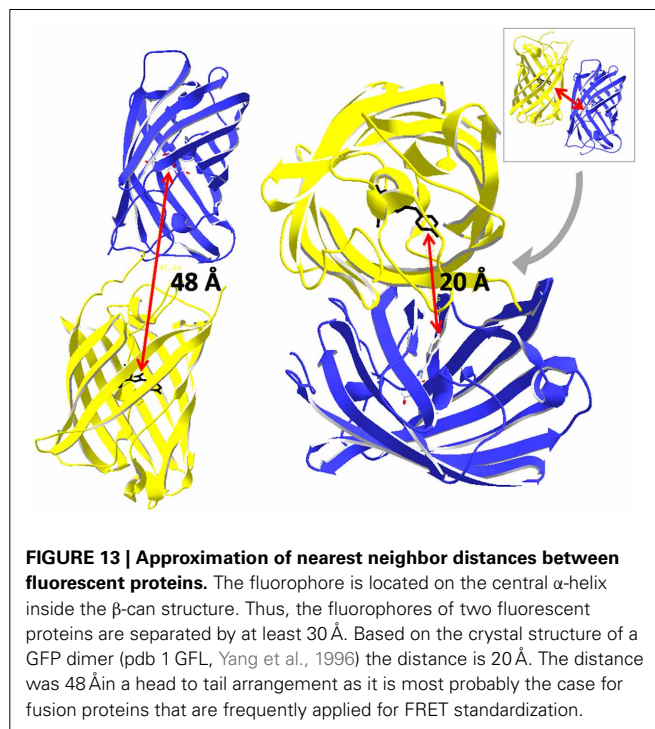 48 Å
20 Å
FIGURE 13 | Approximation of nearest neighbor distances between
fluorescent proteins. The fluorophore is located on the central α-helix
inside the β-can structure. Thus, the fluorophores of two fluorescent
proteins are separated by at least 30 Å. Based on the crystal structure of a
GFP dimer (pdb 1 GFL, Yang et al., 1996) the distance is 20 Å. The distance
was 48 Åin a head to tail arrangement as it is most probably the case for
fusion proteins that are frequently applied for FRET standardization.